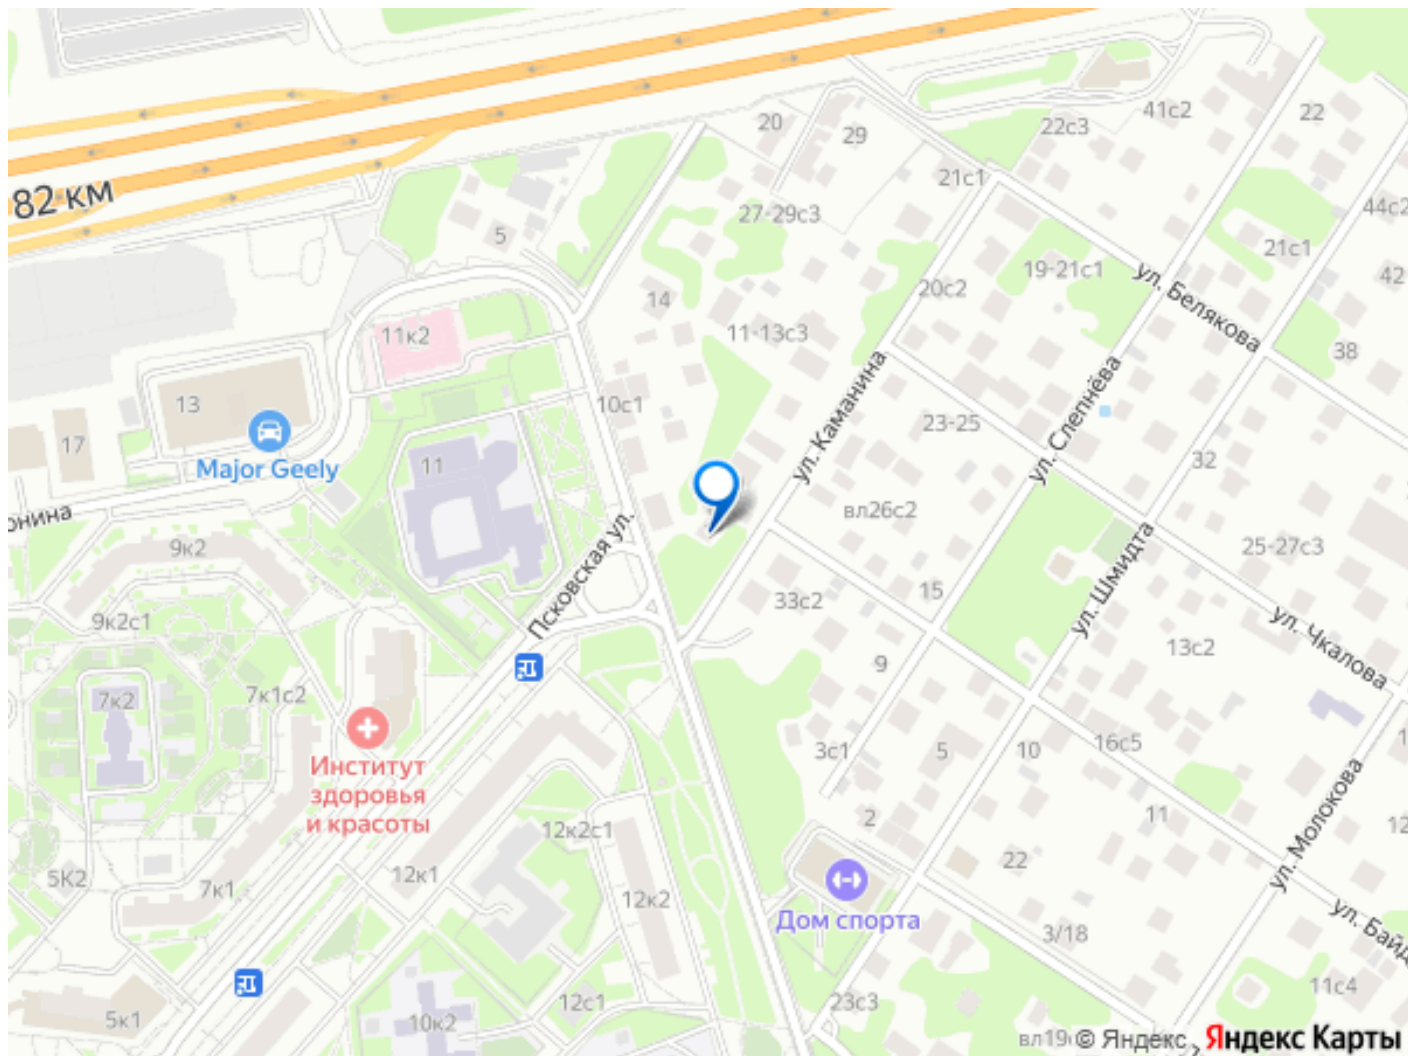 82 км
20
29
22с3
41с2
22
21с1
27-29с3
5
44с2
21с1
42
19-21с1
20с2
ул. Белякова
14
11-13с3
11к2
38
13
10с1
ул. Каманина
ул. Слепнёва
23-25
17
Major Geely
11
32
вл26с2
онина
9к2
Псковская ул.
25-27с3
ул. Шмидта
15
33с2
9к2с1
ул. Чкалова
13с2
9
7к2
7к1с2
Институт
здоровья
и красоты
3с1
5
10
16с5
11
ул. Молокова
2
12к2с1
22
12к1
5К2
7к1
12к2
Дом спорта
3/18
ул. Байд
12
11с4
12с1
23с3
5к1
10к2
вл19
© Яндекс
Яндекс Карты